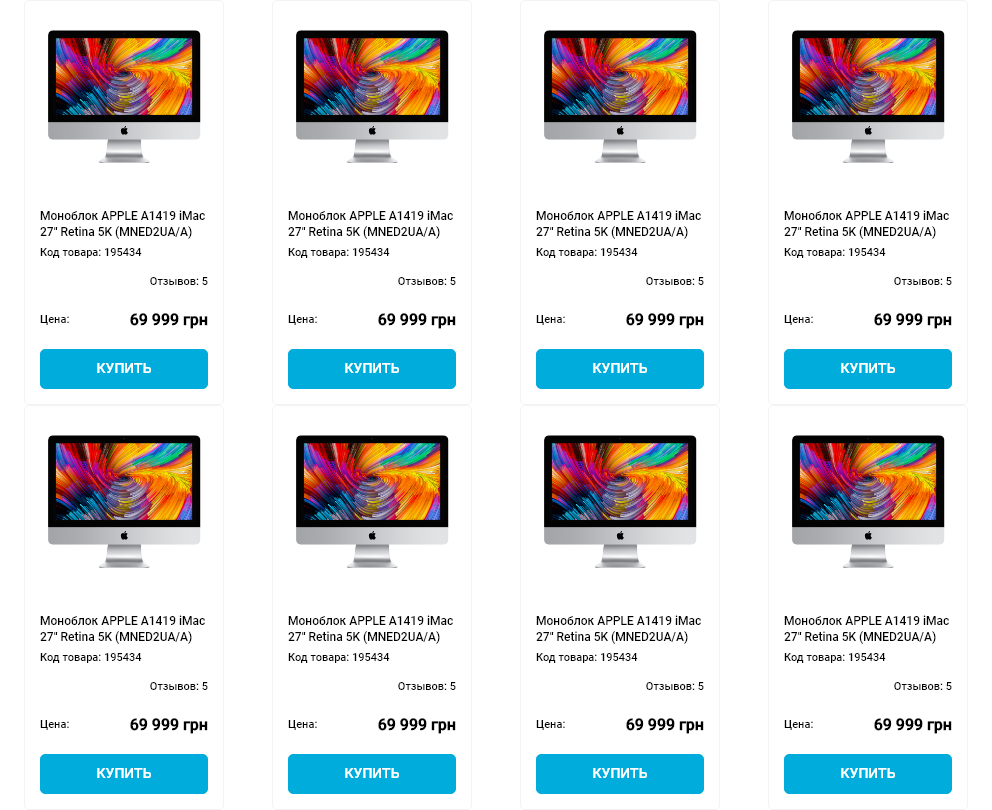 Моноблок APPLE A1419 iMac
27" Retina 5K (MNED2UA/A)
Код товара: 195434
Отзывов: 5
Цена: 69 999 грн
КУПИТЬ
Моноблок APPLE A1419 iMac
27" Retina 5K (MNED2UA/A)
Код товара: 195434
Отзывов: 5
Цена: 69 999 грн
КУПИТЬ
Моноблок APPLE A1419 iMac
27" Retina 5K (MNED2UA/A)
Код товара: 195434
Отзывов: 5
Цена: 69 999 грн
КУПИТЬ
Моноблок APPLE A1419 iMac
27" Retina 5K (MNED2UA/A)
Код товара: 195434
Отзывов: 5
Цена: 69 999 грн
КУПИТЬ
Моноблок APPLE A1419 iMac
27" Retina 5K (MNED2UA/A)
Код товара: 195434
Отзывов: 5
Цена: 69 999 грн
КУПИТЬ
Моноблок APPLE A1419 iMac
27" Retina 5K (MNED2UA/A)
Код товара: 195434
Отзывов: 5
Цена: 69 999 грн
КУПИТЬ
Моноблок APPLE A1419 iMac
27" Retina 5K (MNED2UA/A)
Код товара: 195434
Отзывов: 5
Цена: 69 999 грн
КУПИТЬ
Моноблок APPLE A1419 iMac
27" Retina 5K (MNED2UA/A)
Код товара: 195434
Отзывов: 5
Цена: 69 999 грн
КУПИТЬ